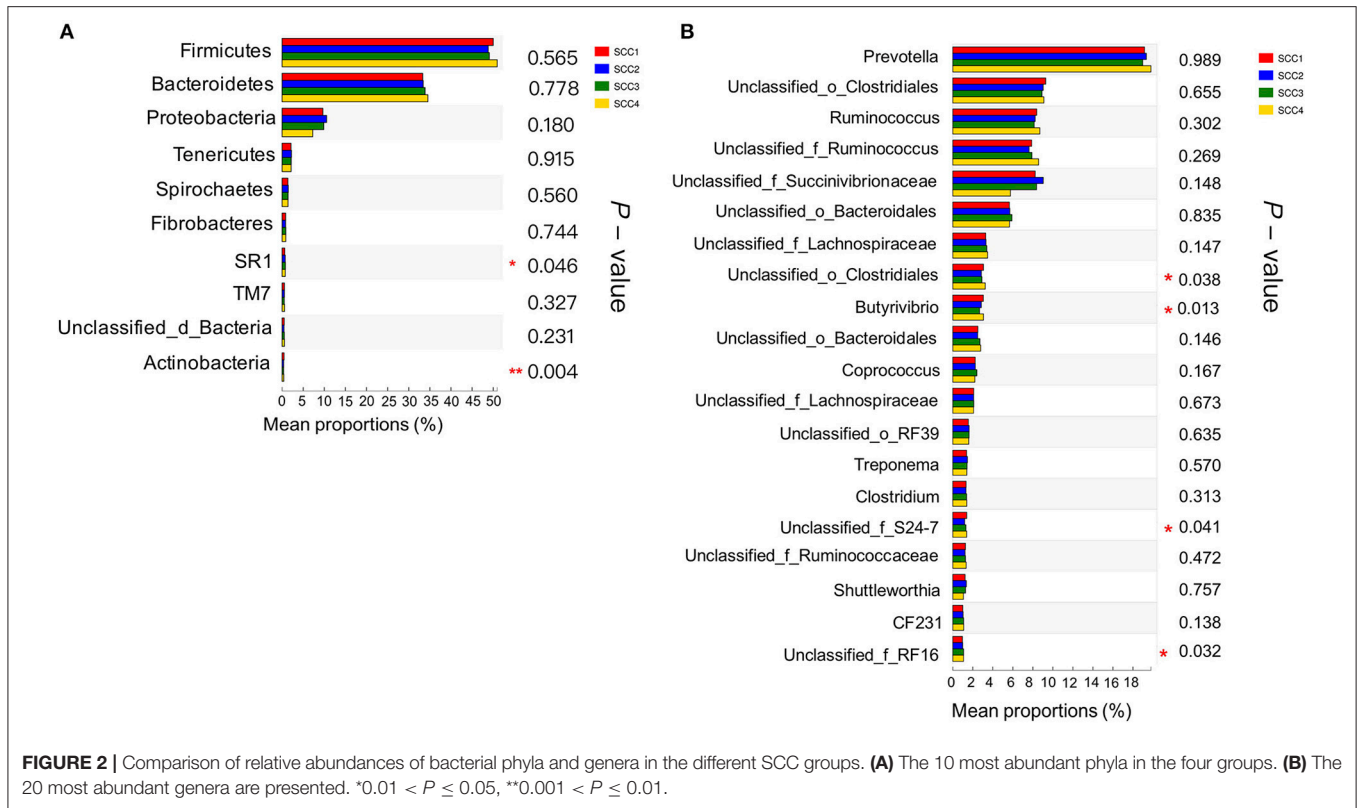 A
Firmicutes
Bacteroidetes
Proteobacteria
Tenericutes
Spirochaetes
Fibrobacteres
SR1
TM7
Unclassified_d_Bacteria
Actinobacteria
0.565
0.778
0.180
0.915
0.560
0.744
* 0.046
0.327
0.231
** 0.004
SCC1
SCC2
SCC3
SCC4
P – value
0 5 10 15 20 25 30 35 40 45 50
Mean proportions (%)
B
Prevotella
Unclassified_o_Clostridiales
Ruminococcus
Unclassified_f_Ruminococcus
Unclassified_f_Succinivibrionaceae
Unclassified_o_Bacteroidales
Unclassified_f_Lachnospiraceae
Unclassified_o_Clostridiales
Butyrivibrio
Unclassified_o_Bacteroidales
Coprococcus
Unclassified_f_Lachnospiraceae
Unclassified_o_RF39
Treponema
Clostridium
Unclassified_f_S24-7
Unclassified_f_Ruminococcaceae
Shuttleworthia
CF231
Unclassified_f_RF16
0.989
0.655
0.302
0.269
0.148
0.835
0.147
* 0.038
* 0.013
0.146
0.167
0.673
0.635
0.570
0.313
* 0.041
0.472
0.757
0.138
* 0.032
SCC1
SCC2
SCC3
SCC4
P – value
0 2 4 6 8 10 12 14 16 18
Mean proportions (%)
FIGURE 2 | Comparison of relative abundances of bacterial phyla and genera in the different SCC groups. (A) The 10 most abundant phyla in the four groups. (B) The
20 most abundant genera are presented. *0.01 < P ≤ 0.05, **0.001 < P ≤ 0.01.